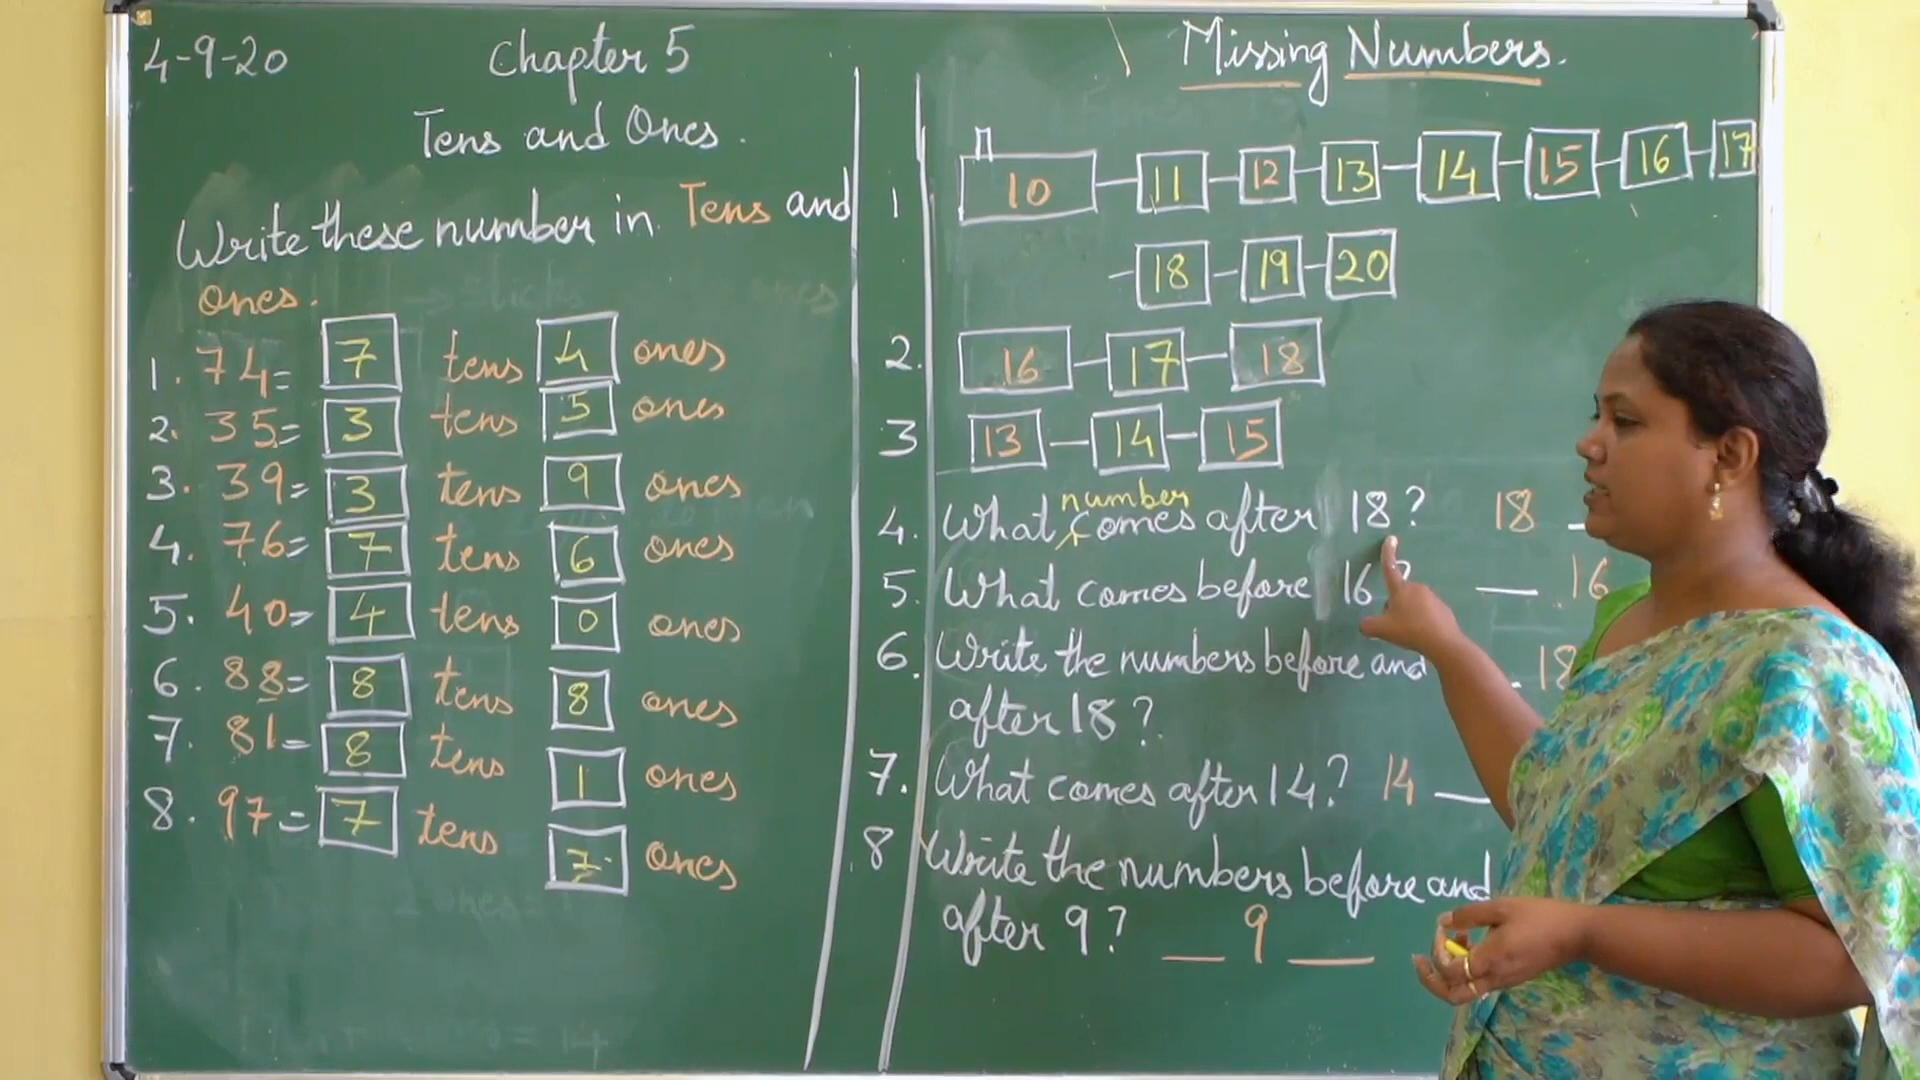 4-9-20
Chapter 5
Tens and Ones.
Write these number in Tens and
ones.
1. 74= 7 tens 4 ones
2. 35= 3 tens 5 ones
3. 39= 3 tens 9 ones
4. 76= 7 tens 6 ones
5. 40= 4 tens 0 ones
6. 88= 8 tens 8 ones
7. 81= 8 tens 1 ones
8. 97= 7 tens 7 ones
Missing Numbers.
1 10 - 11 - 12 - 13 - 14 - 15 - 16 - 17
- 18 - 19 - 20
2. 16 - 17 - 18
3 13 - 14 - 15
number
4. What comes after 18? 18 _
5. What comes before 16? __ 16
6. Write the numbers before and 18
after 18?
7. What comes after 14? 14 __
8 Write the numbers before and
after 9? __ 9 __